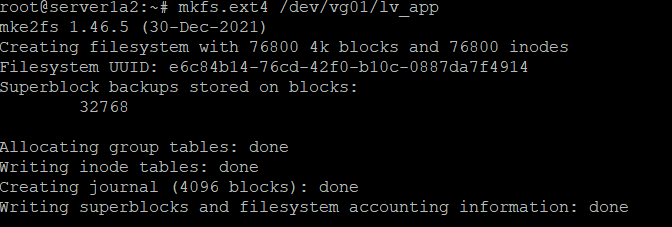 root@server1a2:~# mkfs.ext4 /dev/vg01/lv_app
mke2fs 1.46.5 (30-Dec-2021)
Creating filesystem with 76800 4k blocks and 76800 inodes
Filesystem UUID: e6c84b14-76cd-42f0-b10c-0887da7f4914
Superblock backups stored on blocks:
        32768

Allocating group tables: done
Writing inode tables: done
Creating journal (4096 blocks): done
Writing superblocks and filesystem accounting information: done